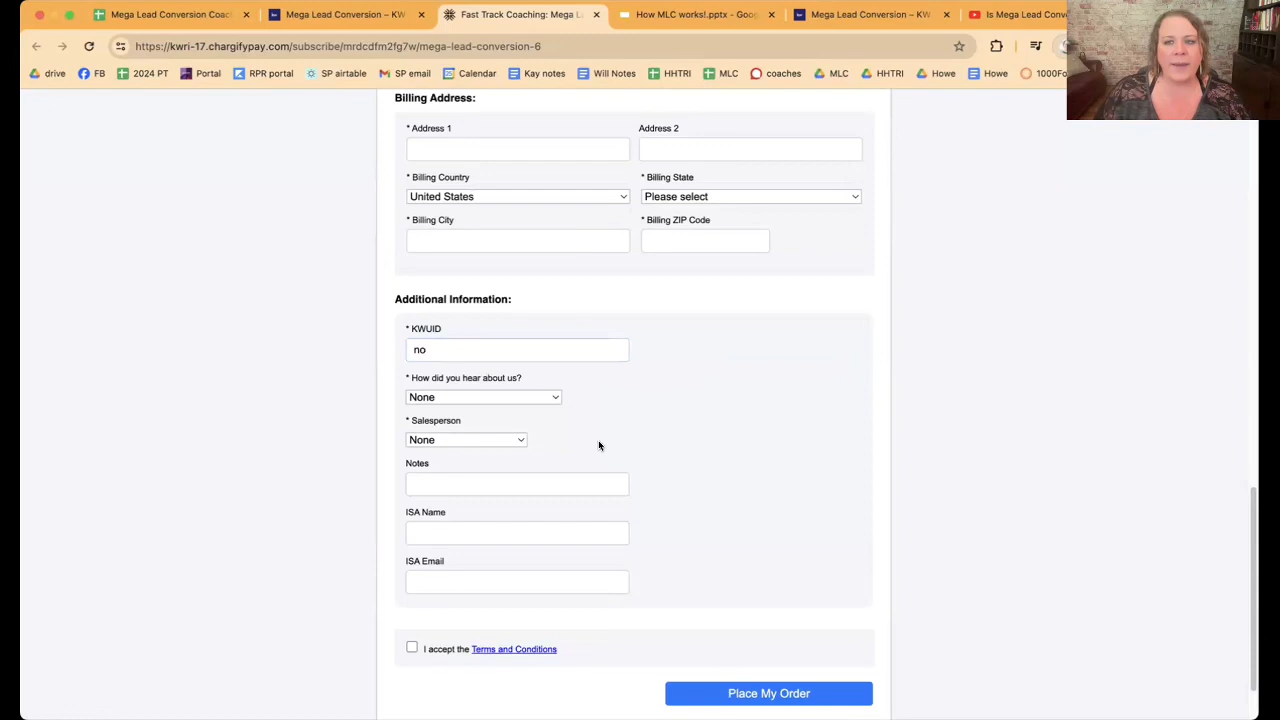 Mega Lead Conversion Coac
Mega Lead Conversion – KW
Fast Track Coaching: Mega L
How MLC works!.pptx - Goog
Mega Lead Conversion – KW
Is Mega Lead Conv
https://kwri-17.chargifypay.com/subscribe/mrdcdfm2fg7w/mega-lead-conversion-6
drive
FB
2024 PT
Portal
RPR portal
SP airtable
SP email
Calendar
Kay notes
Will Notes
HHTRI
MLC
coaches
MLC
HHTRI
Howe
Howe
1000F
Billing Address:
* Address 1
Address 2
* Billing Country
* Billing State
United States
Please select
* Billing City
* Billing ZIP Code
Additional Information:
* KWUID
no
* How did you hear about us?
None
* Salesperson
None
Notes
ISA Name
ISA Email
I accept the Terms and Conditions
Place My Order